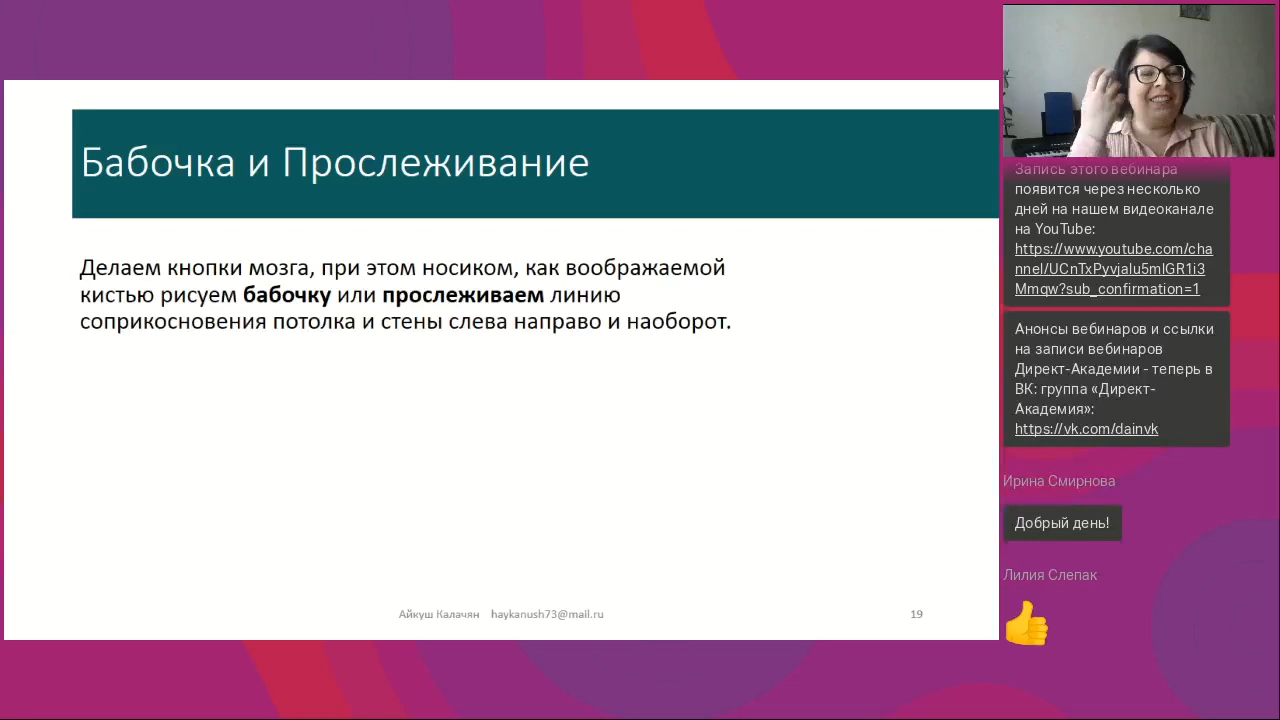 Бабочка и Прослеживание
Делаем кнопки мозга, при этом носиком, как воображаемой
кистью рисуем бабочку или прослеживаем линию
соприкосновения потолка и стены слева направо и наоборот.
Айкуш Калачян haykanush73@mail.ru
19
Запись этого вебинара
появится через несколько
дней на нашем видеоканале
на YouTube:
https://www.youtube.com/cha
nnel/UCnTxPyvjalu5mlGR1i3
Mmqw?sub_confirmation=1
Анонсы вебинаров и ссылки
на записи вебинаров
Директ-Академии - теперь в
ВК: группа «Директ-
Академия»:
https://vk.com/dainvk
Ирина Смирнова
Добрый день!
Лилия Слепак